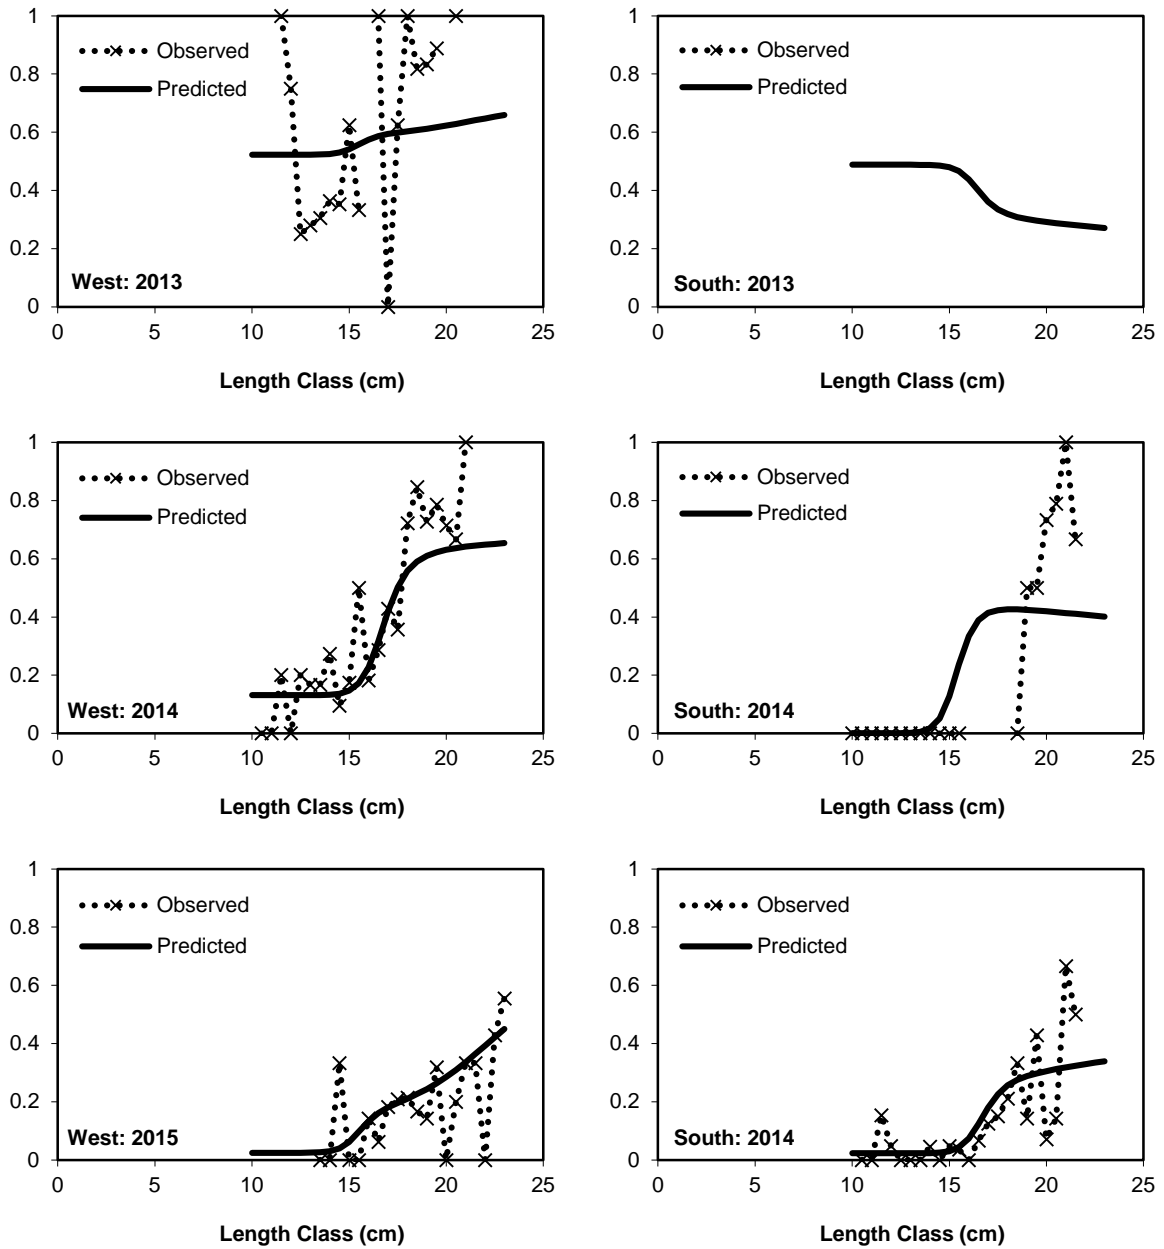 1
0.8
0.6
0.4
0.2
0
Observed
Predicted
West: 2013
0 5 10 15 20 25
Length Class (cm)
1
0.8
0.6
0.4
0.2
0
Observed
Predicted
South: 2013
0 5 10 15 20 25
Length Class (cm)
1
0.8
0.6
0.4
0.2
0
Observed
Predicted
West: 2014
0 5 10 15 20 25
Length Class (cm)
1
0.8
0.6
0.4
0.2
0
Observed
Predicted
South: 2014
0 5 10 15 20 25
Length Class (cm)
1
0.8
0.6
0.4
0.2
0
Observed
Predicted
West: 2015
0 5 10 15 20 25
Length Class (cm)
1
0.8
0.6
0.4
0.2
0
Observed
Predicted
South: 2014
0 5 10 15 20 25
Length Class (cm)